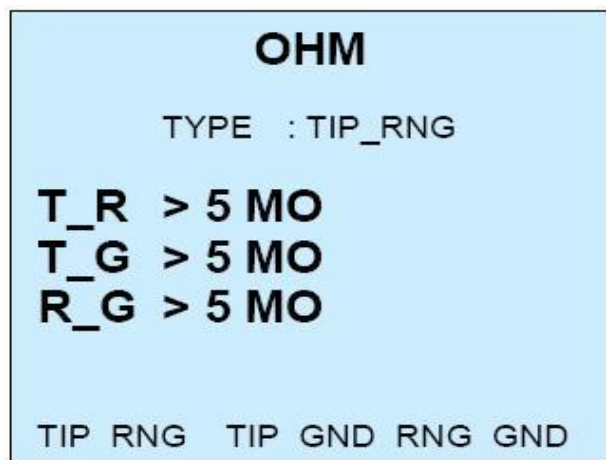 OHM
TYPE : TIP_RNG
T_R > 5 MO
T_G > 5 MO
R_G > 5 MO
TIP RNG TIP GND RNG GND